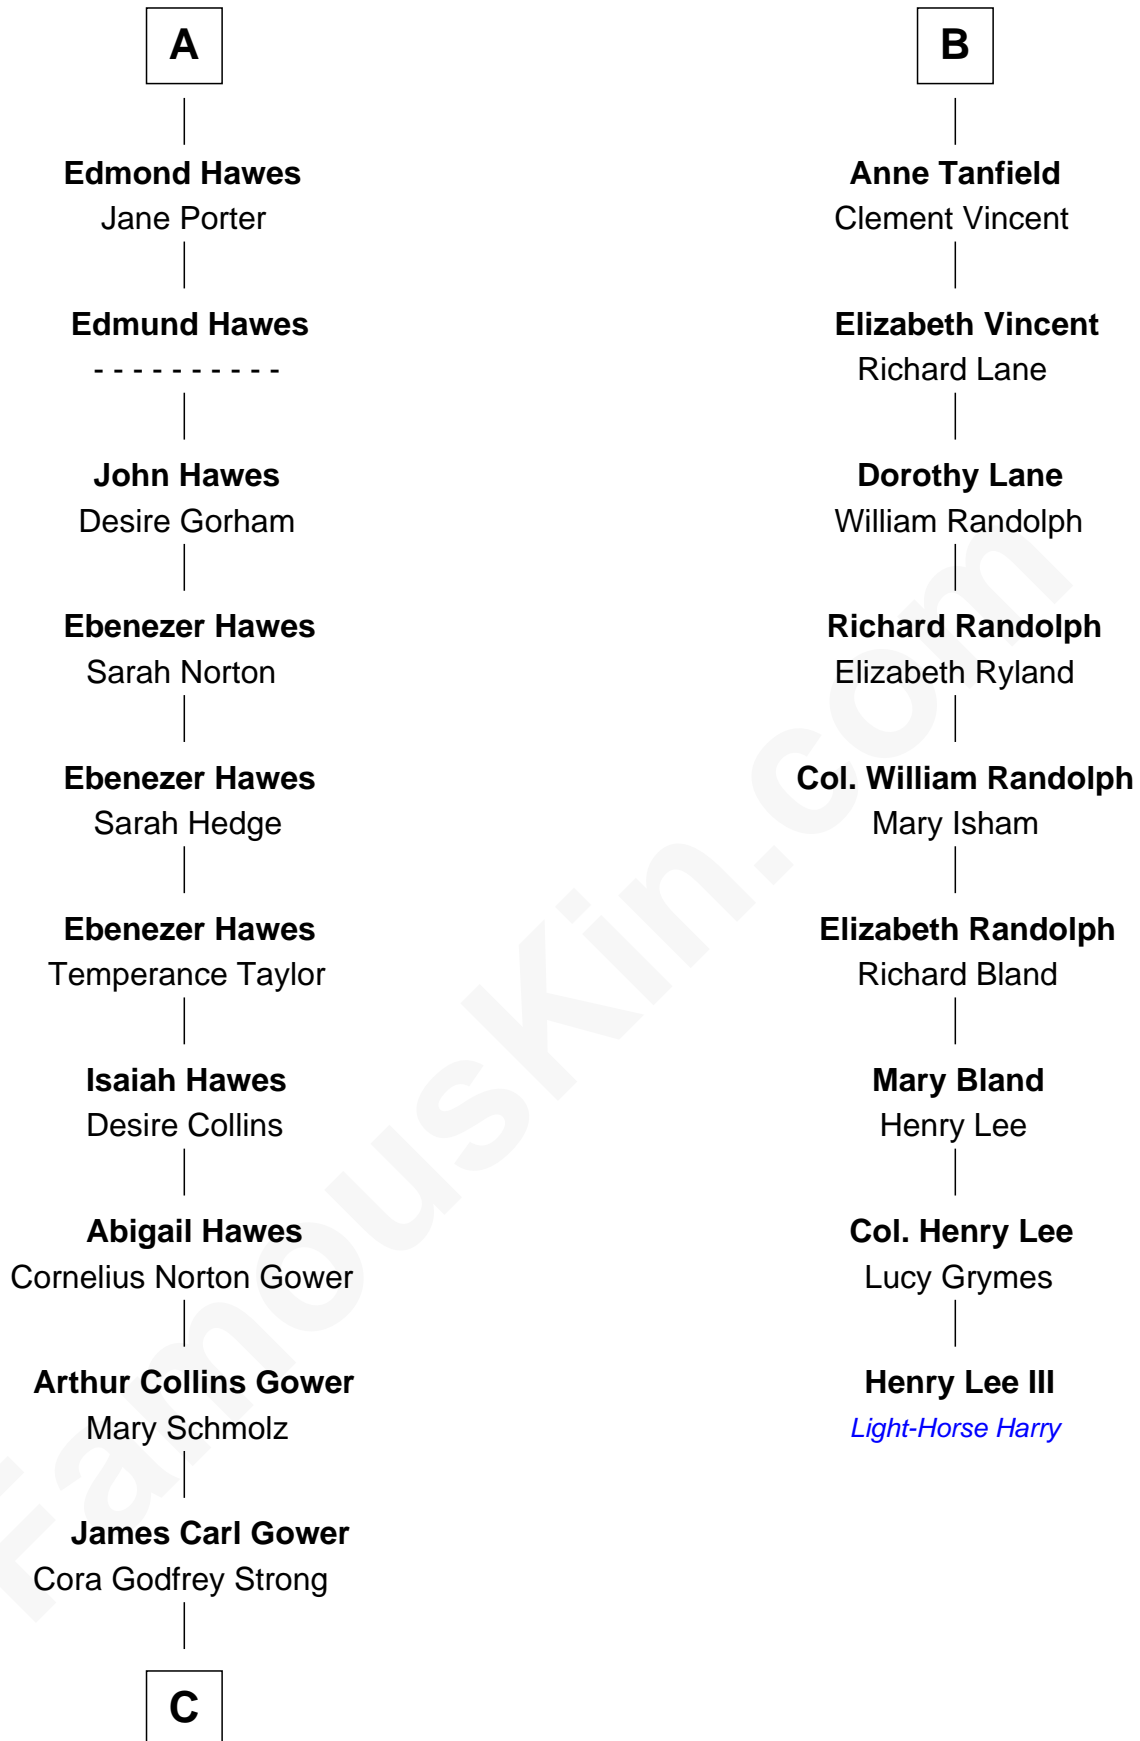 A
Edmond Hawes
Jane Porter
Edmund Hawes
- - - - - - - - - -
John Hawes
Desire Gorham
Ebenezer Hawes
Sarah Norton
Ebenezer Hawes
Sarah Hedge
Ebenezer Hawes
Temperance Taylor
Isaiah Hawes
Desire Collins
Abigail Hawes
Cornelius Norton Gower
Arthur Collins Gower
Mary Schmolz
James Carl Gower
Cora Godfrey Strong
C
B
Anne Tanfield
Clement Vincent
Elizabeth Vincent
Richard Lane
Dorothy Lane
William Randolph
Richard Randolph
Elizabeth Ryland
Col. William Randolph
Mary Isham
Elizabeth Randolph
Richard Bland
Mary Bland
Henry Lee
Col. Henry Lee
Lucy Grymes
Henry Lee III
Light-Horse Harry
FamousKin.com